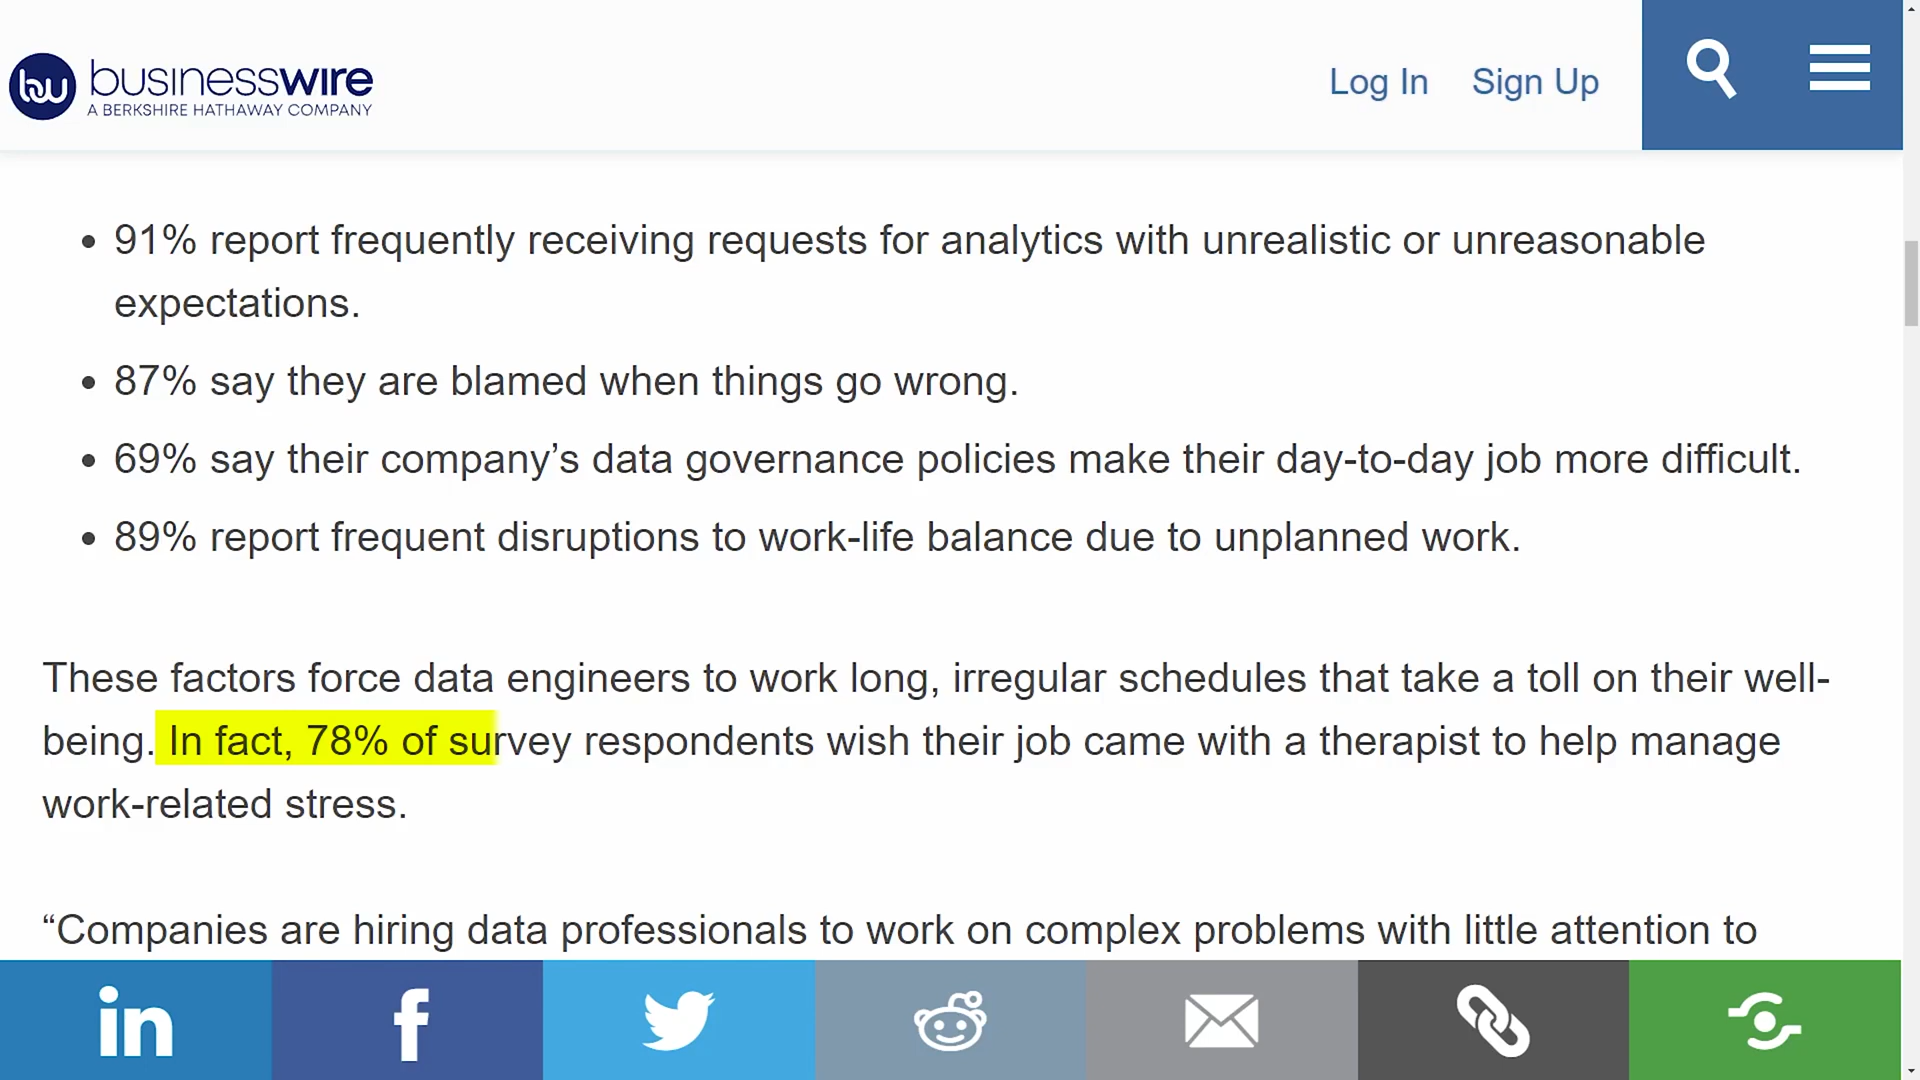 businesswire
A BERKSHIRE HATHAWAY COMPANY
Log In Sign Up
• 91% report frequently receiving requests for analytics with unrealistic or unreasonable
expectations.
• 87% say they are blamed when things go wrong.
• 69% say their company’s data governance policies make their day-to-day job more difficult.
• 89% report frequent disruptions to work-life balance due to unplanned work.
These factors force data engineers to work long, irregular schedules that take a toll on their well-
being. In fact, 78% of survey respondents wish their job came with a therapist to help manage
work-related stress.
“Companies are hiring data professionals to work on complex problems with little attention to